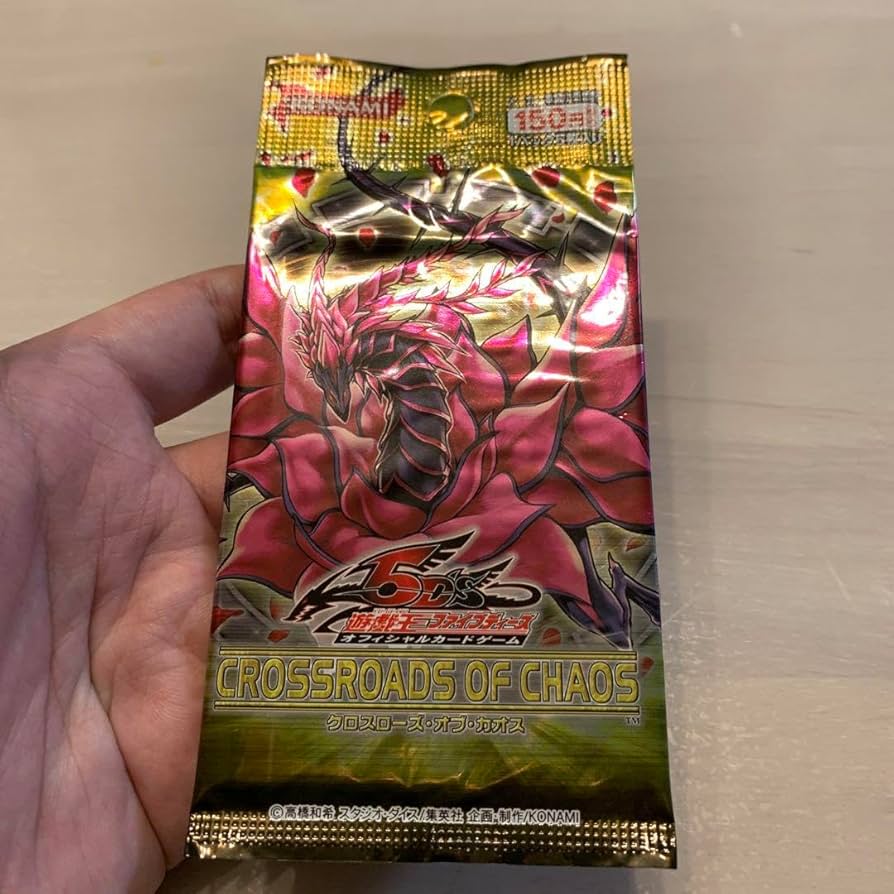 KONAMI
150円
5D's
遊戯王ファイブディーズ
オフィシャルカードゲーム
CROSSROADS OF CHAOS
TM
クロスローズ・オブ・カオス
©高橋和希 スタジオ・ダイス/集英社 企画・制作/KONAMI